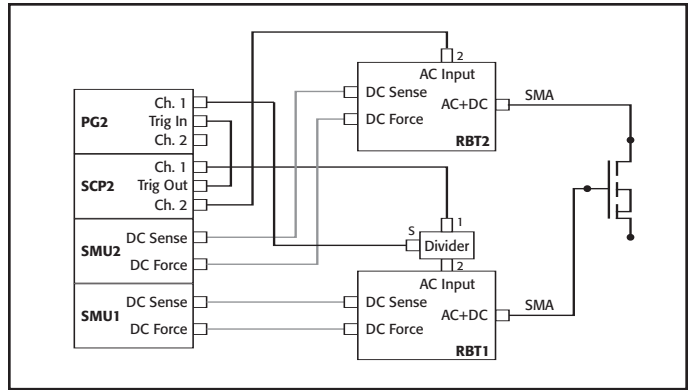 PG2
Ch. 1
Trig In
Ch. 2
SCP2
Ch. 1
Trig Out
Ch. 2
SMU2
DC Sense
DC Force
SMU1
DC Sense
DC Force
2
AC Input
DC Sense
AC+DC
DC Force
RBT2
SMA
1
S
Divider
2
AC Input
DC Sense
AC+DC
DC Force
RBT1
SMA